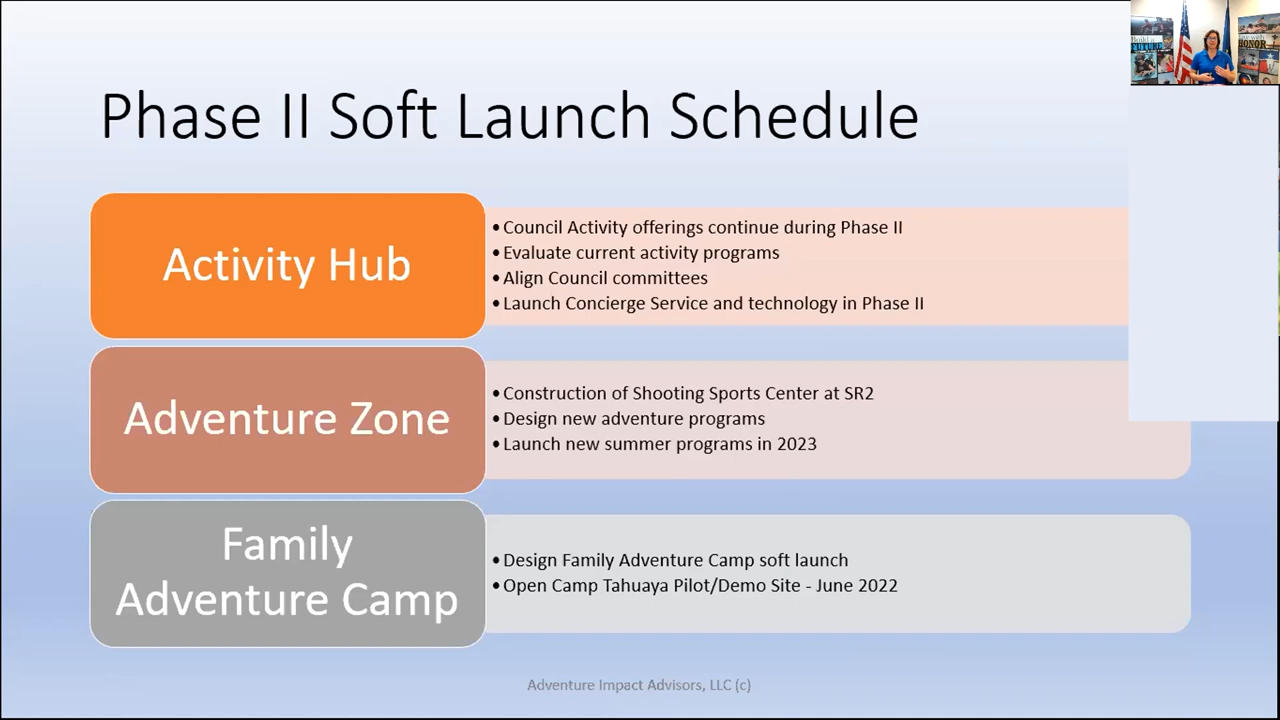 Phase II Soft Launch Schedule
Activity Hub
• Council Activity offerings continue during Phase II
• Evaluate current activity programs
• Align Council committees
• Launch Concierge Service and technology in Phase II
Adventure Zone
• Construction of Shooting Sports Center at SR2
• Design new adventure programs
• Launch new summer programs in 2023
Family
Adventure Camp
• Design Family Adventure Camp soft launch
• Open Camp Tahuaya Pilot/Demo Site - June 2022
Adventure Impact Advisors, LLC (c)
FUTURE
HONOR